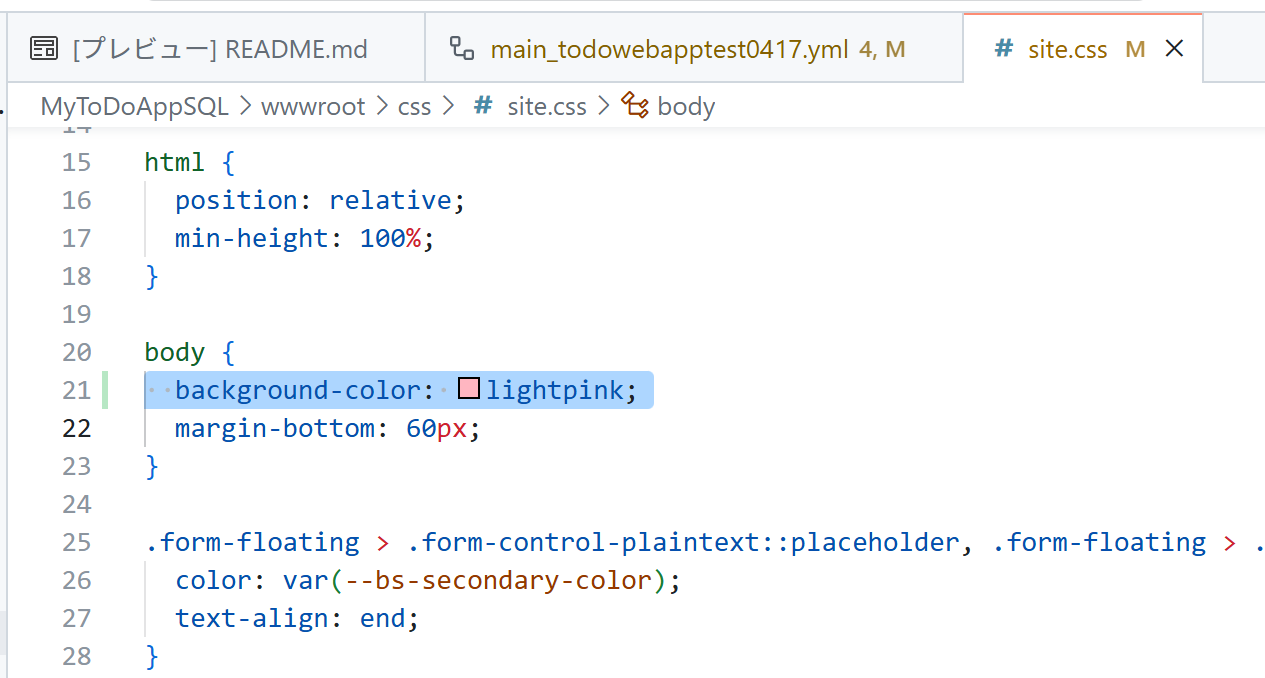 [プレビュー] README.md
main_todowebapptest0417.yml 4, M
# site.css M
MyToDoAppSQL > wwwroot > css > # site.css > body
14
15 html {
16 position: relative;
17 min-height: 100%;
18 }
19
20 body {
21 background-color: lightpink;
22 margin-bottom: 60px;
23 }
24
25 .form-floating > .form-control-plaintext::placeholder, .form-floating > .
26 color: var(--bs-secondary-color);
27 text-align: end;
28 }